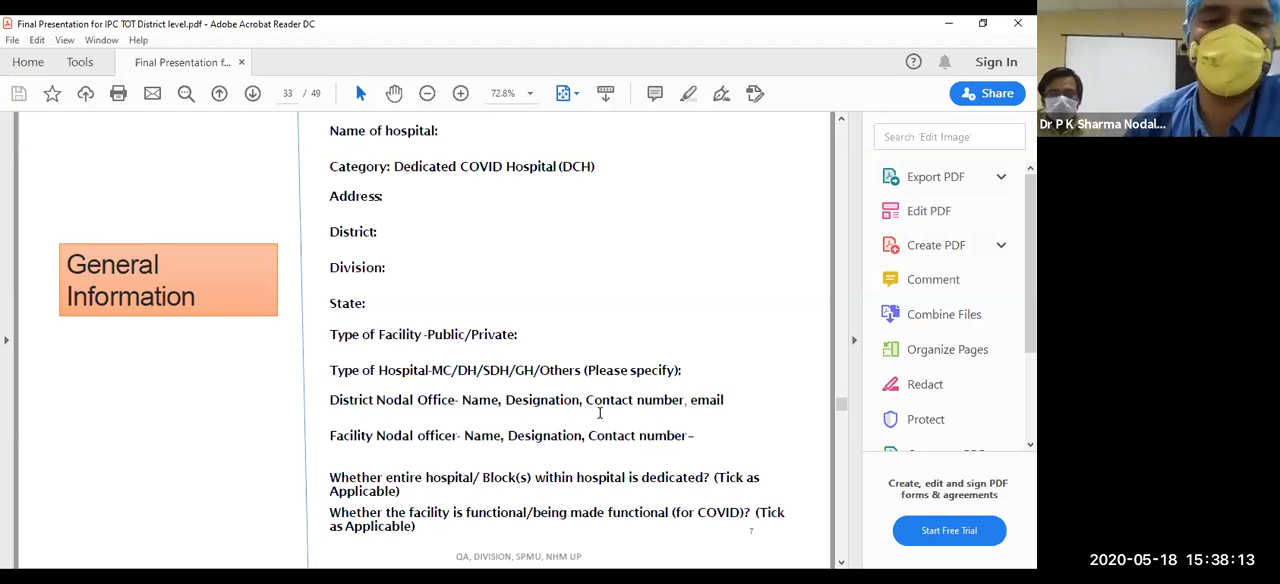 Final Presentation for IPC TOT District level.pdf - Adobe Acrobat Reader DC
File Edit View Window Help
Home Tools Final Presentation f... × Sign In
33 / 49 72.8% Share
Name of hospital:
Category: Dedicated COVID Hospital (DCH)
Address:
District:
Division:
State:
Type of Facility -Public/Private:
Type of Hospital-MC/DH/SDH/GH/Others (Please specify):
District Nodal Office- Name, Designation, Contact number, email
Facility Nodal officer- Name, Designation, Contact number–
Whether entire hospital/ Block(s) within hospital is dedicated? (Tick as
Applicable)
Whether the facility is functional/being made functional (for COVID)? (Tick
as Applicable)
7
QA, DIVISION, SPMU, NHM UP
General
Information
Search 'Edit Image'
Export PDF
Edit PDF
Create PDF
Comment
Combine Files
Organize Pages
Redact
Protect
Create, edit and sign PDF
forms & agreements
Start Free Trial
Dr P K Sharma Nodal...
2020-05-18 15:38:13